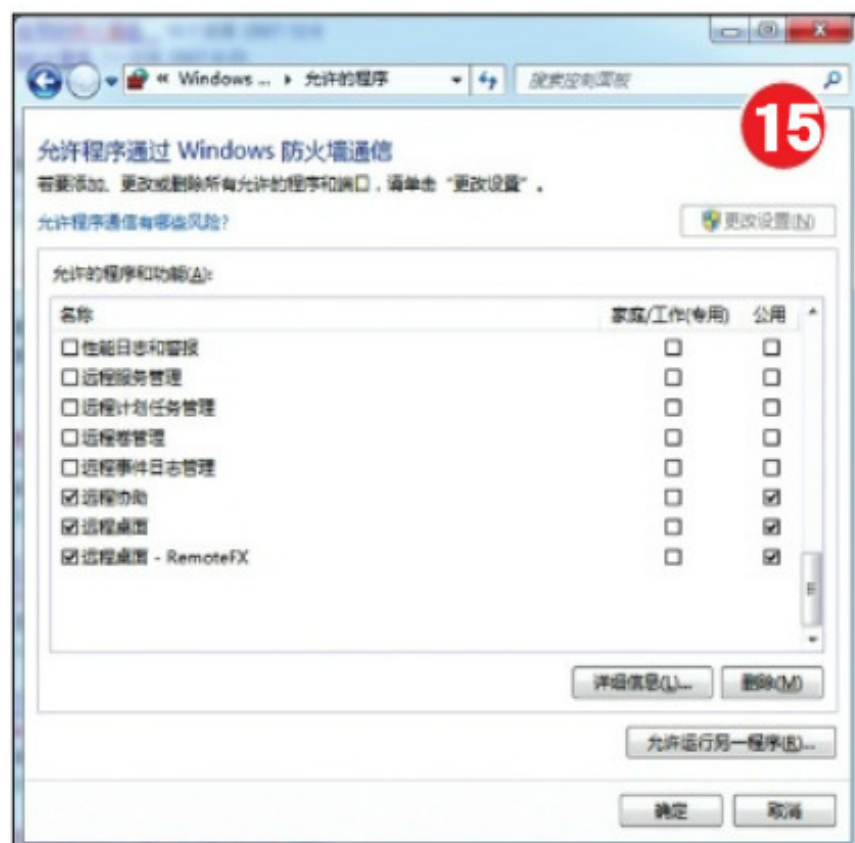 « Windows ... ▸ 允许的程序
搜索控制面板
15
允许程序通过 Windows 防火墙通信
若要添加、更改或删除所有允许的程序和端口，请单击“更改设置”。
允许程序通信有哪些风险?
更改设置(N)
允许的程序和功能(A):
名称 家庭/工作(专用) 公用
性能日志和警报
远程服务管理
远程计划任务管理
远程卷管理
远程事件日志管理
远程协助
远程桌面
远程桌面 - RemoteFX
详细信息(L)... 删除(M)
允许运行另一程序(R)...
确定 取消